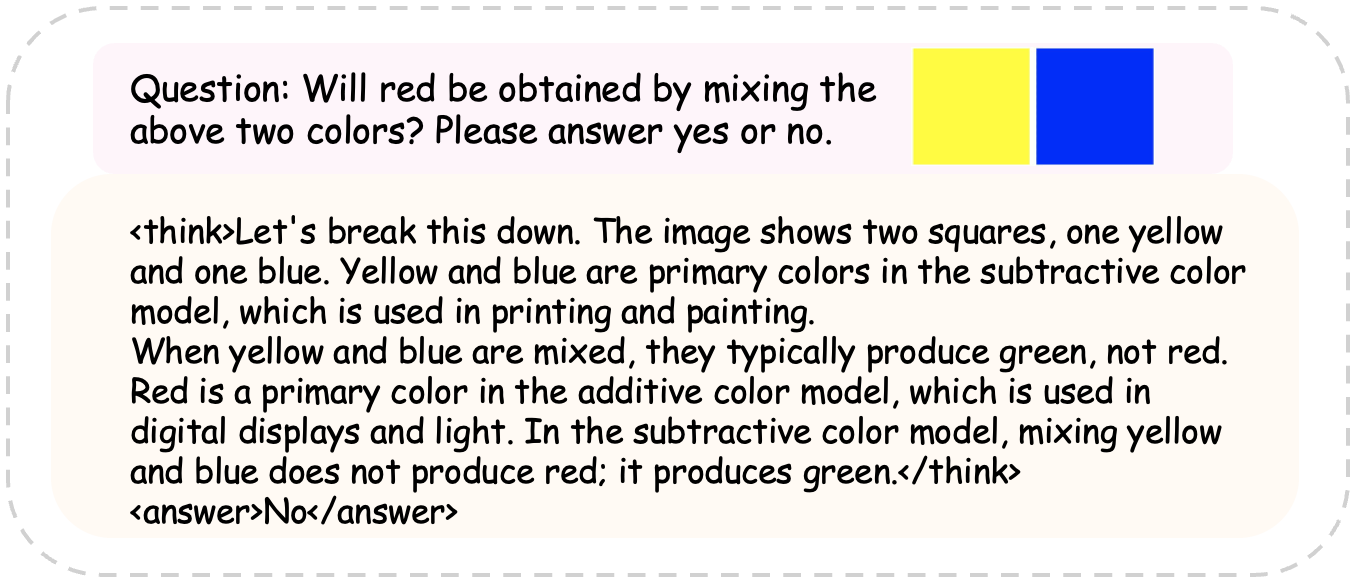 Question: Will red be obtained by mixing the
above two colors? Please answer yes or no.
<think>Let's break this down. The image shows two squares, one yellow
and one blue. Yellow and blue are primary colors in the subtractive color
model, which is used in printing and painting.
When yellow and blue are mixed, they typically produce green, not red.
Red is a primary color in the additive color model, which is used in
digital displays and light. In the subtractive color model, mixing yellow
and blue does not produce red; it produces green.</think>
<answer>No</answer>